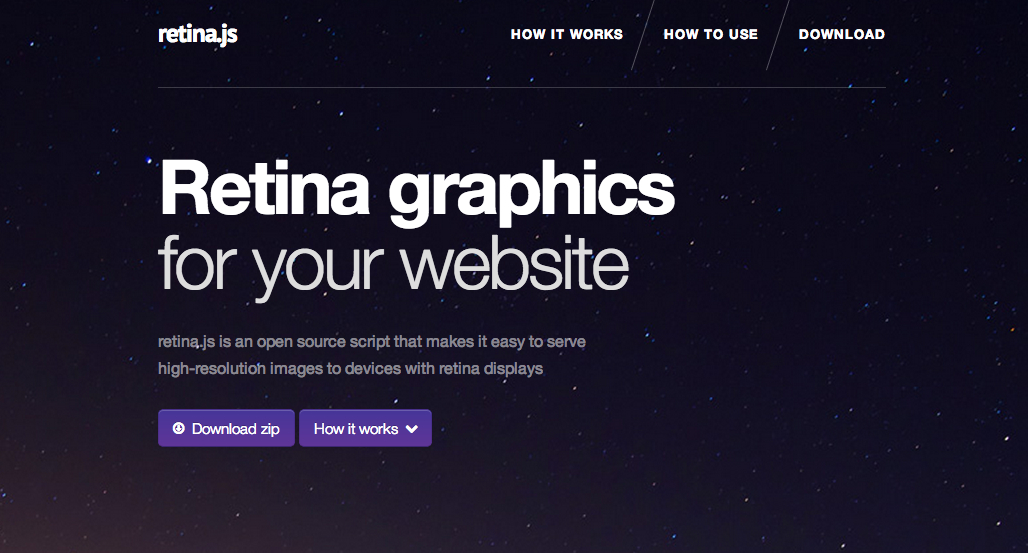 retina.js
HOW IT WORKS
HOW TO USE
DOWNLOAD
Retina graphics
for your website
retina.js is an open source script that makes it easy to serve
high-resolution images to devices with retina displays
Download zip
How it works